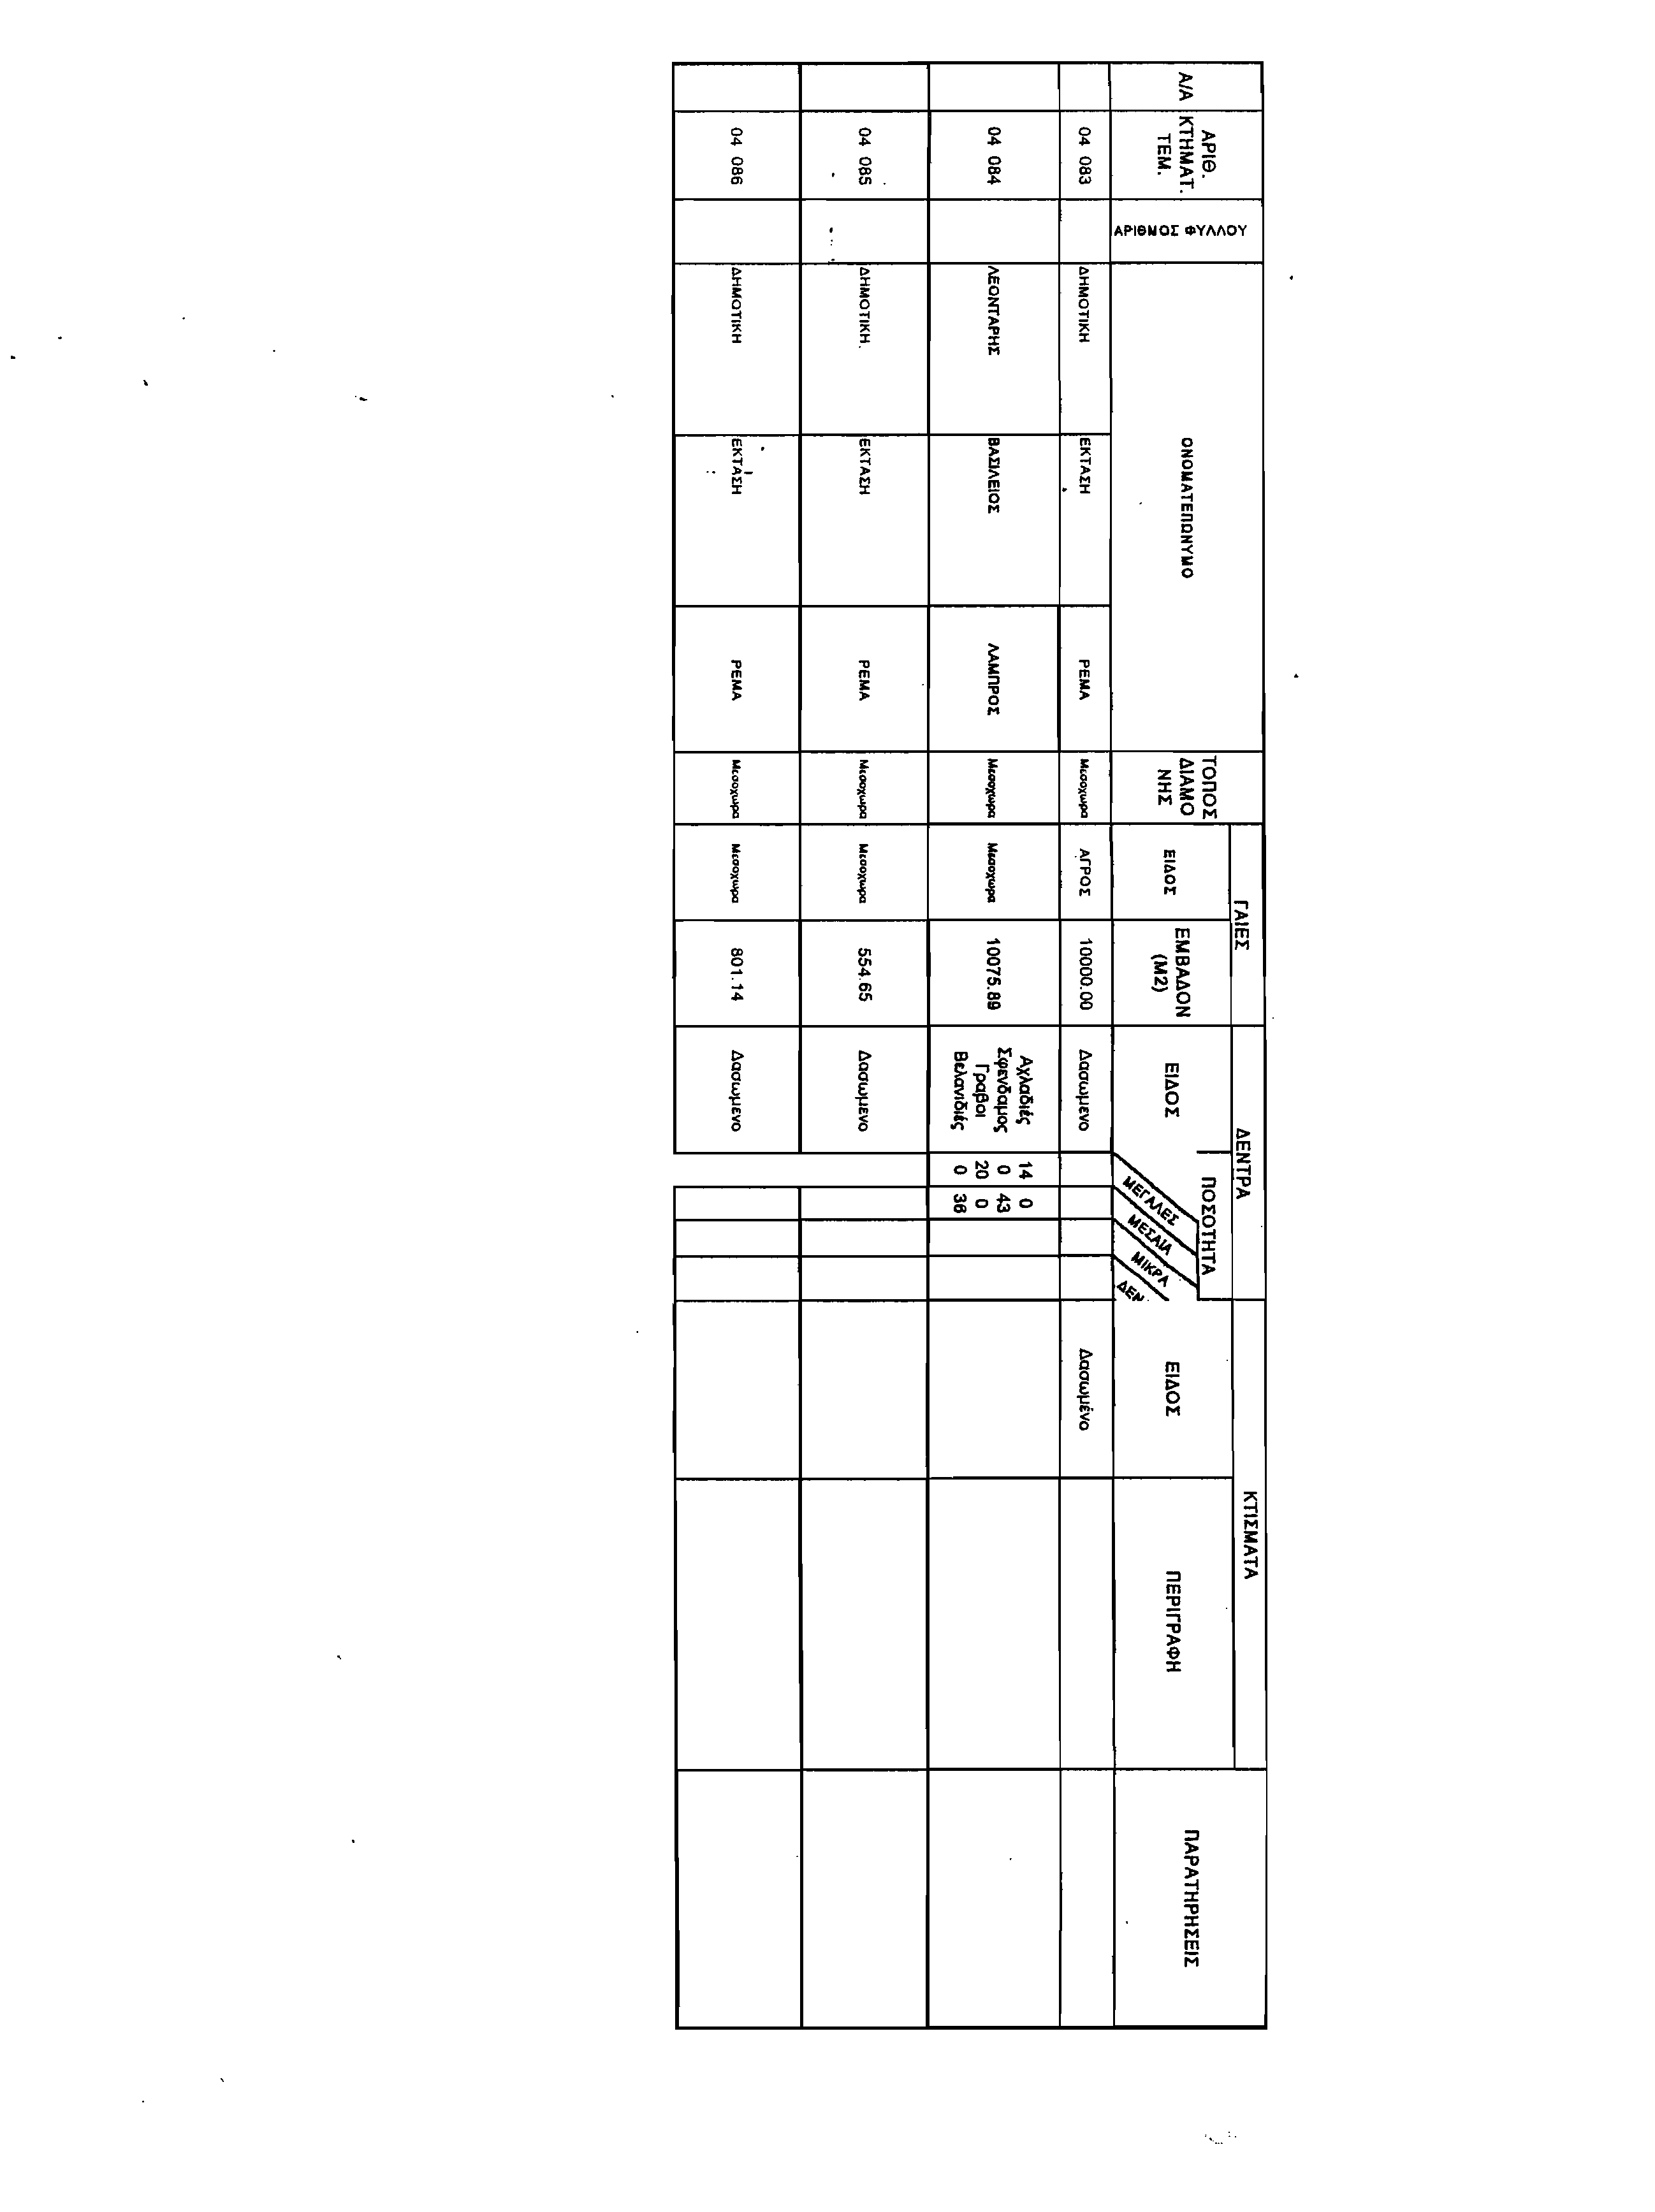 Α/Α
ΑΡΙΘ.
ΚΤΗΜΑΤ.
ΤΕΜ.
ΑΡΙΘΜΟΣ ΦΥΛΛΟΥ
ΟΝΟΜΑΤΕΠΩΝΥΜΟ
ΤΟΠΟΣ
ΔΙΑΜΟ
ΝΗΣ
ΓΑΙΕΣ
ΕΙΔΟΣ
ΕΜΒΑΔΟΝ
(Μ2)
ΔΕΝΤΡΑ
ΕΙΔΟΣ
ΠΟΣΟΤΗΤΑ
ΜΕΓΑΛΕΣ
ΜΕΣΑΙΑ
ΜΙΚΡΑ
ΔΕΝ
ΚΤΙΣΜΑΤΑ
ΕΙΔΟΣ
ΠΕΡΙΓΡΑΦΗ
ΠΑΡΑΤΗΡΗΣΕΙΣ
04 083 ΔΗΜΟΤΙΚΗ ΕΚΤΑΣΗ ΡΕΜΑ Μεσοχωρα ΑΓΡΟΣ 10000.00 Δασωμενο Δασωμένο
04 084 ΛΕΩΝΤΑΡΗΣ ΒΑΣΙΛΕΙΟΣ ΛΑΜΠΡΟΣ Μεσοχωρα Μεσοχωρα 10075.89
Αχλαδιές 14 0
Σφενδαμος 0 43
Γραβοι 20 0
Βελανιδιές 0 36
04 085 ΔΗΜΟΤΙΚΗ ΕΚΤΑΣΗ ΡΕΜΑ Μεσοχωρα Μεσοχωρα 554.65 Δασωμενο
04 086 ΔΗΜΟΤΙΚΗ ΕΚΤΑΣΗ ΡΕΜΑ Μεσοχωρα Μεσοχωρα 801.14 Δασωμενο